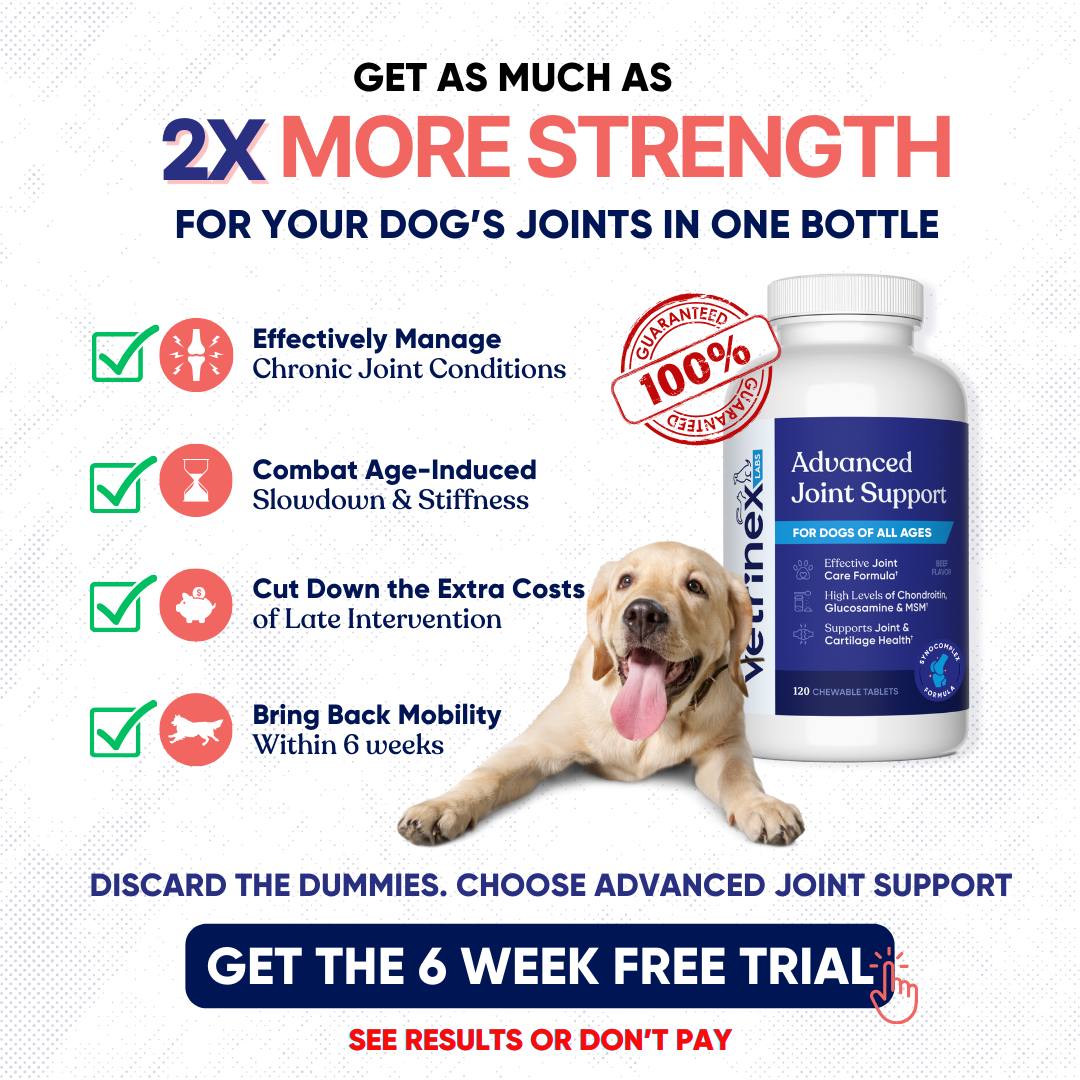 GET AS MUCH AS
2X MORE STRENGTH
FOR YOUR DOG'S JOINTS IN ONE BOTTLE
Effectively Manage
Chronic Joint Conditions
Combat Age-Induced
Slowdown & Stiffness
Cut Down the Extra Costs
of Late Intervention
Bring Back Mobility
Within 6 weeks
GUARANTEED
100%
GUARANTEED
Vetrinex
LABS
Advanced
Joint Support
FOR DOGS OF ALL AGES
Effective Joint
Care Formula†
BEEF
FLAVOR
High Levels of Chondroitin,
Glucosamine & MSM†
Supports Joint &
Cartilage Health†
SYNOCOMPLEX
FORMULA
120 CHEWABLE TABLETS
DISCARD THE DUMMIES. CHOOSE ADVANCED JOINT SUPPORT
GET THE 6 WEEK FREE TRIAL
SEE RESULTS OR DON'T PAY